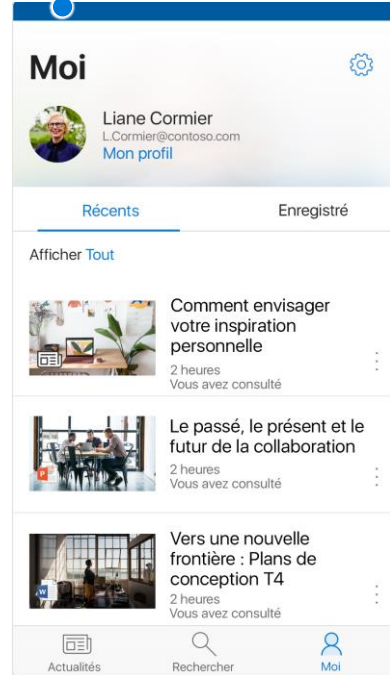 Moi
Liane Cormier
L.Cormier@contoso.com
Mon profil
Récents
Enregistré
Afficher Tout
Comment envisager
votre inspiration
personnelle
2 heures
Vous avez consulté
Le passé, le présent et le
futur de la collaboration
2 heures
Vous avez consulté
Vers une nouvelle
frontière : Plans de
conception T4
2 heures
Vous avez consulté
Actualités
Rechercher
Moi